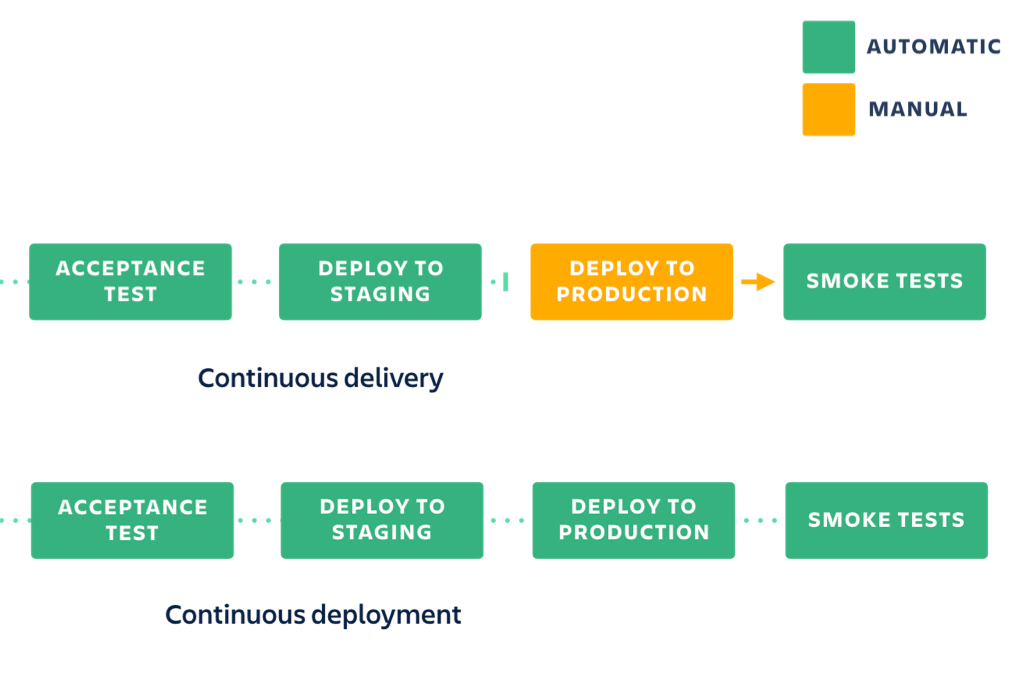 AUTOMATIC
MANUAL
ACCEPTANCE
TEST
DEPLOY TO
STAGING
DEPLOY TO
PRODUCTION
SMOKE TESTS
Continuous delivery
ACCEPTANCE
TEST
DEPLOY TO
STAGING
DEPLOY TO
PRODUCTION
SMOKE TESTS
Continuous deployment